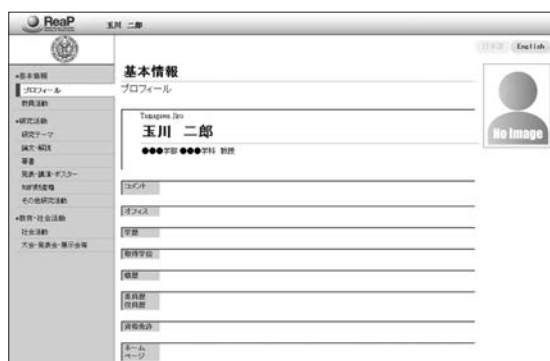 ReaP
玉川 二郎
日本語 English
•基本情報
プロフィール
教員活動
•研究活動
研究テーマ
論文・解説
著書
発表・講演・ポスター
知的財産権
その他研究活動
•教育・社会活動
社会活動
大会・発表会・展示会等
基本情報
プロフィール
Tamagawa Jiro
玉川 二郎
●●●学部 ●●●学科 教授
No Image
コメント
オフィス
学歴
取得学位
職歴
委員歴
役員歴
資格免許
ホーム
ページ